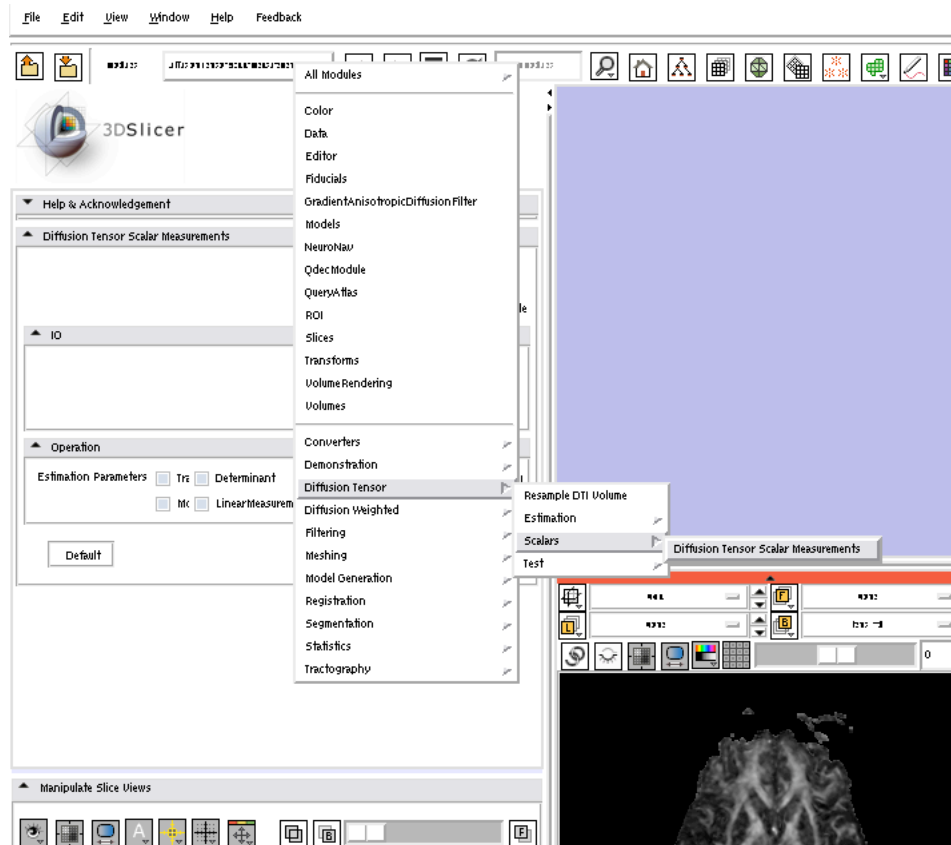 File Edit View Window Help Feedback
3DSlicer
Help & Acknowledgement
Diffusion Tensor Scalar Measurements
IO
Operation
Estimation Parameters Tra Determinant
Mc LinearMeasurem
Default
All Modules
Color
Data
Editor
Fiducials
GradientAnisotropicDiffusionFilter
Models
NeuroNav
QdecModule
QueryAtlas
ROI
Slices
Transforms
VolumeRendering
Volumes
Converters
Demonstration
Diffusion Tensor
Diffusion Weighted
Filtering
Meshing
Model Generation
Registration
Segmentation
Statistics
Tractography
le
Resample DTI Volume
Estimation
Scalars
Test
Diffusion Tensor Scalar Measurements
F
L
B
0
Manipulate Slice Views
A
B
F